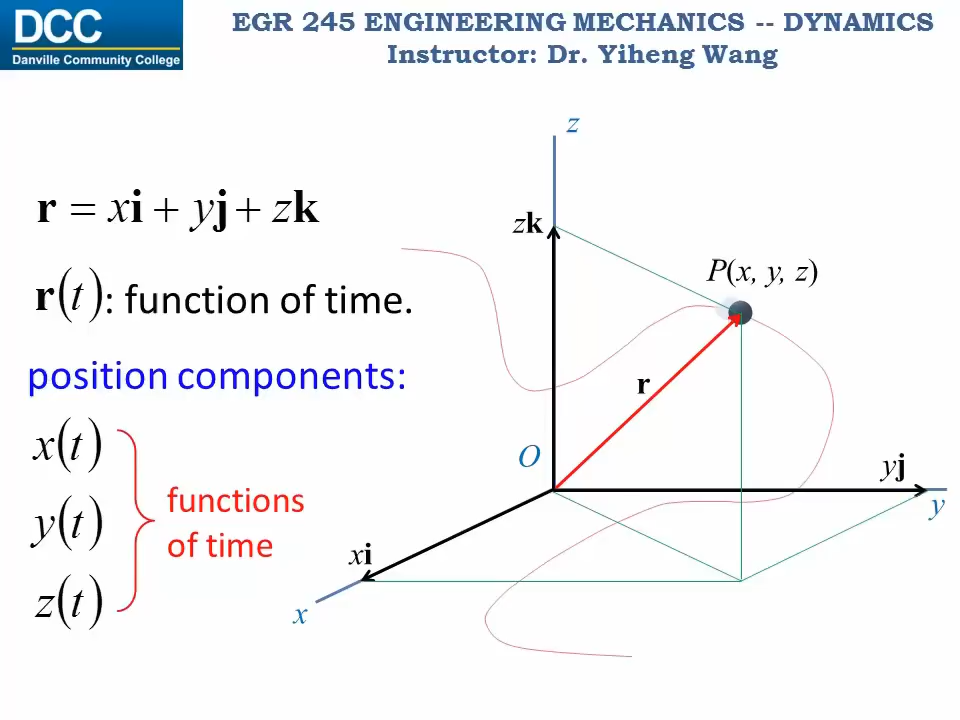 DCC
Danville Community College
EGR 245 ENGINEERING MECHANICS -- DYNAMICS
Instructor: Dr. Yiheng Wang
r = xi + yj + zk
r(t): function of time.
position components:
x(t)
y(t)
z(t)
functions
of time
z
zk
P(x, y, z)
r
O
yj
y
xi
x